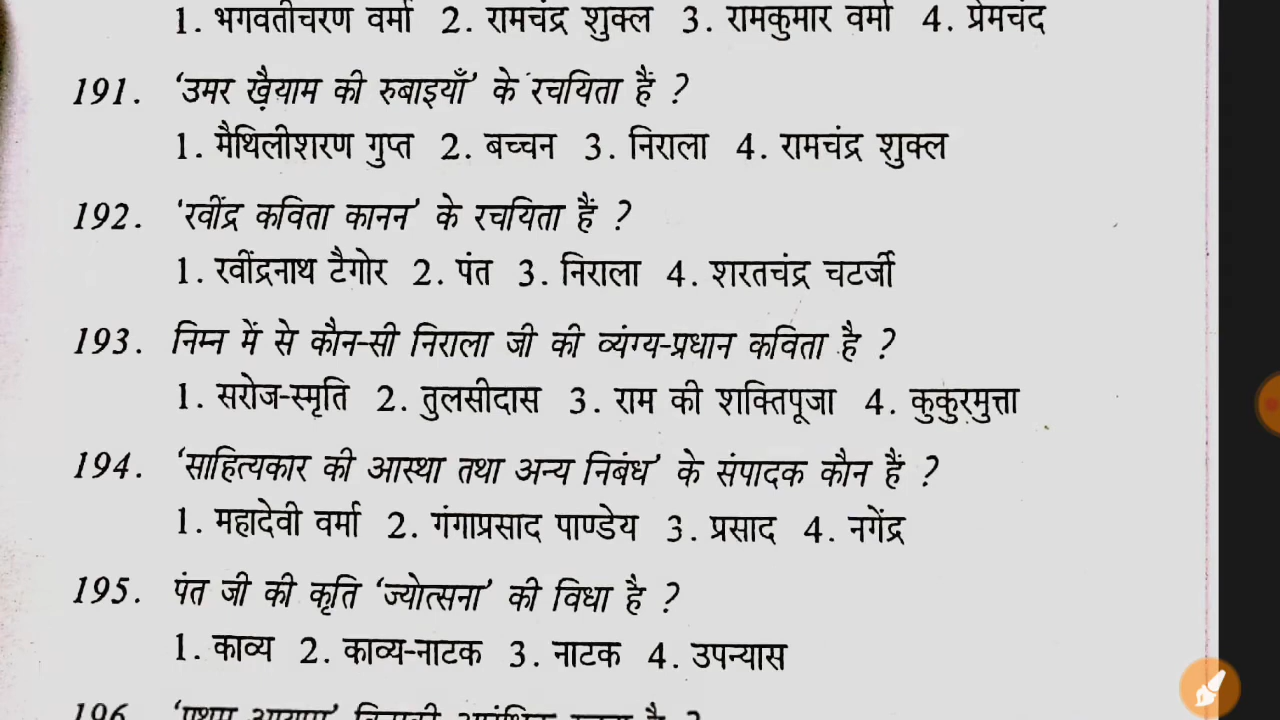 1. भगवतीचरण वर्मा 2. रामचंद्र शुक्ल 3. रामकुमार वर्मा 4. प्रेमचंद
191. 'उमर ख़ैयाम की रुबाइयाँ' के रचयिता हैं ?
1. मैथिलीशरण गुप्त 2. बच्चन 3. निराला 4. रामचंद्र शुक्ल
192. 'रवींद्र कविता कानन' के रचयिता हैं ?
1. रवींद्रनाथ टैगोर 2. पंत 3. निराला 4. शरतचंद्र चटर्जी
193. निम्न में से कौन-सी निराला जी की व्यंग्य-प्रधान कविता है ?
1. सरोज-स्मृति 2. तुलसीदास 3. राम की शक्तिपूजा 4. कुकुरमुत्ता
194. 'साहित्यकार की आस्था तथा अन्य निबंध' के संपादक कौन हैं ?
1. महादेवी वर्मा 2. गंगाप्रसाद पाण्डेय 3. प्रसाद 4. नगेंद्र
195. पंत जी की कृति 'ज्योत्सना' की विधा है ?
1. काव्य 2. काव्य-नाटक 3. नाटक 4. उपन्यास
196.